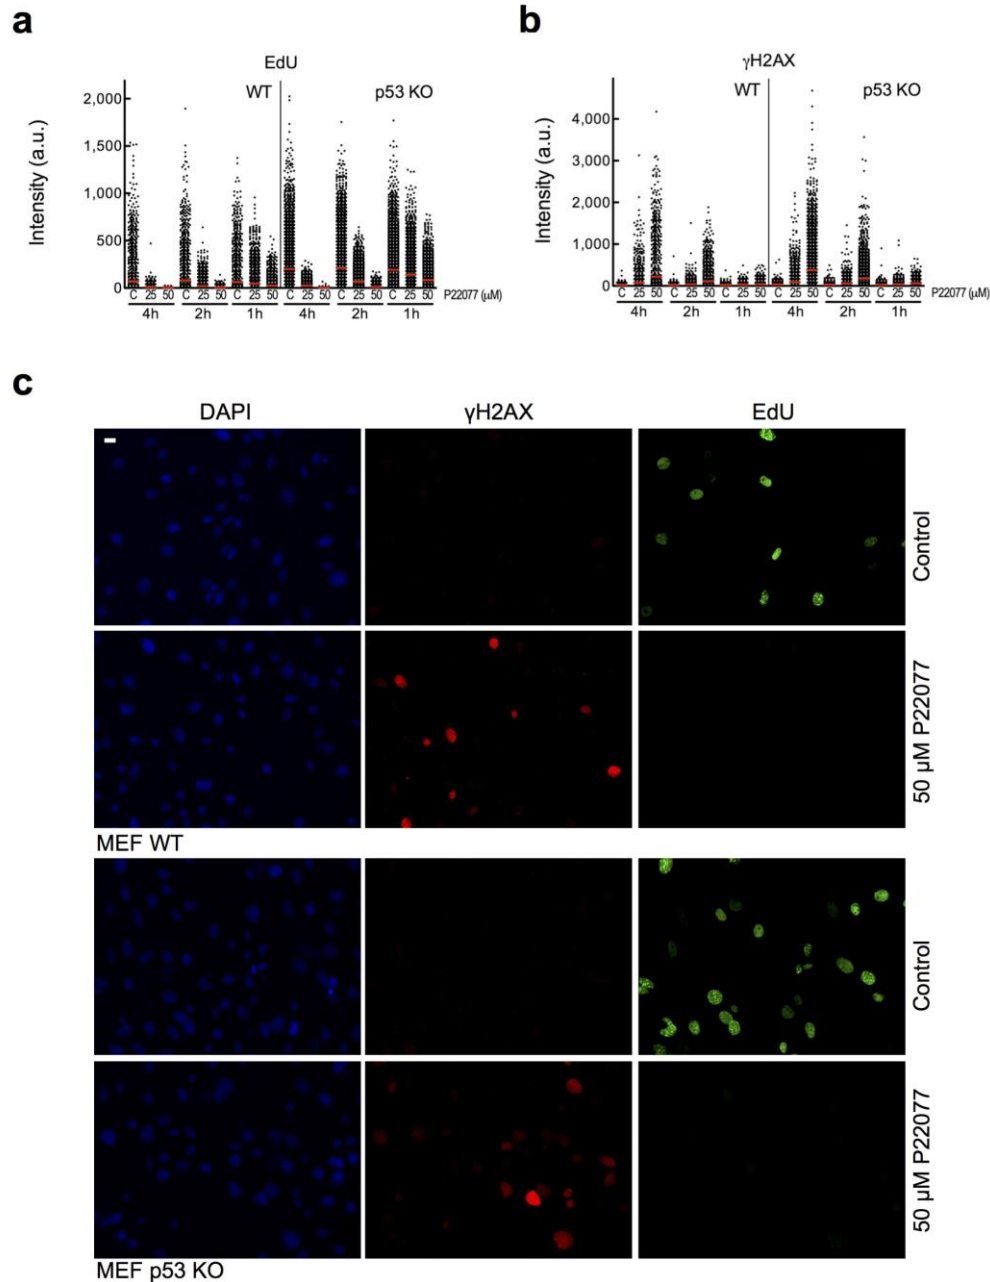 a
EdU
WT
p53 KO
Intensity (a.u.)
2,000
1,500
1,000
500
0
C 25 50 C 25 50 C 25 50 C 25 50 C 25 50 C 25 50 P22077 (μM)
4h 2h 1h 4h 2h 1h
b
γH2AX
WT
p53 KO
Intensity (a.u.)
4,000
3,000
2,000
1,000
0
C 25 50 C 25 50 C 25 50 C 25 50 C 25 50 C 25 50 P22077 (μM)
4h 2h 1h 4h 2h 1h
c
DAPI γH2AX EdU
Control
50 μM P22077
MEF WT
Control
50 μM P22077
MEF p53 KO